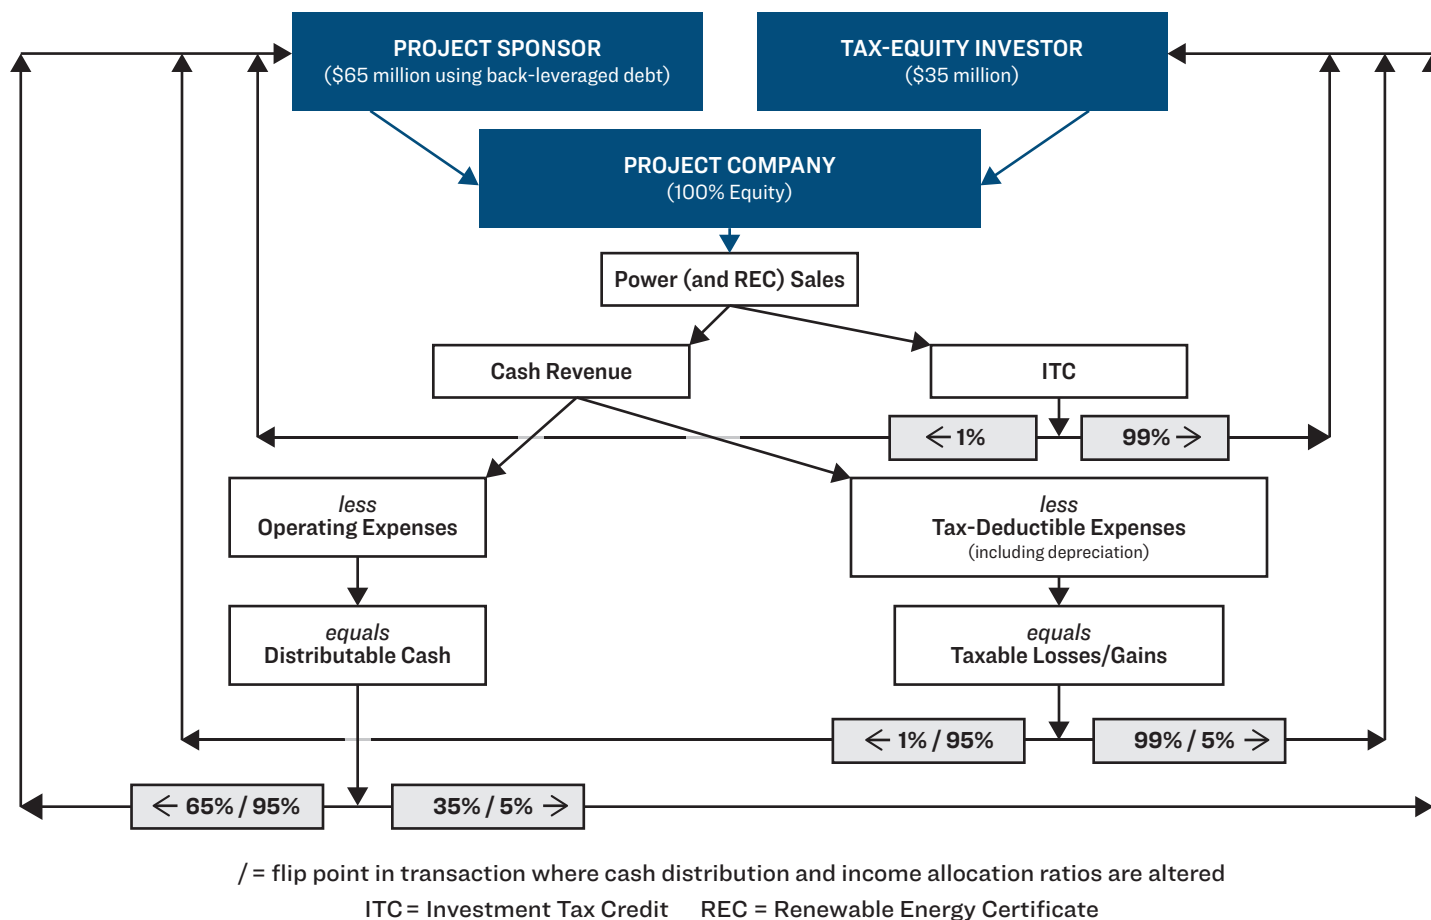 PROJECT SPONSOR
($65 million using back-leveraged debt)
TAX-EQUITY INVESTOR
($35 million)
PROJECT COMPANY
(100% Equity)
Power (and REC) Sales
Cash Revenue
ITC
← 1%
99% →
less
Operating Expenses
less
Tax-Deductible Expenses
(including depreciation)
equals
Distributable Cash
equals
Taxable Losses/Gains
← 1% / 95%
99% / 5% →
← 65% / 95%
35% / 5% →
/ = flip point in transaction where cash distribution and income allocation ratios are altered
ITC = Investment Tax Credit REC = Renewable Energy Certificate